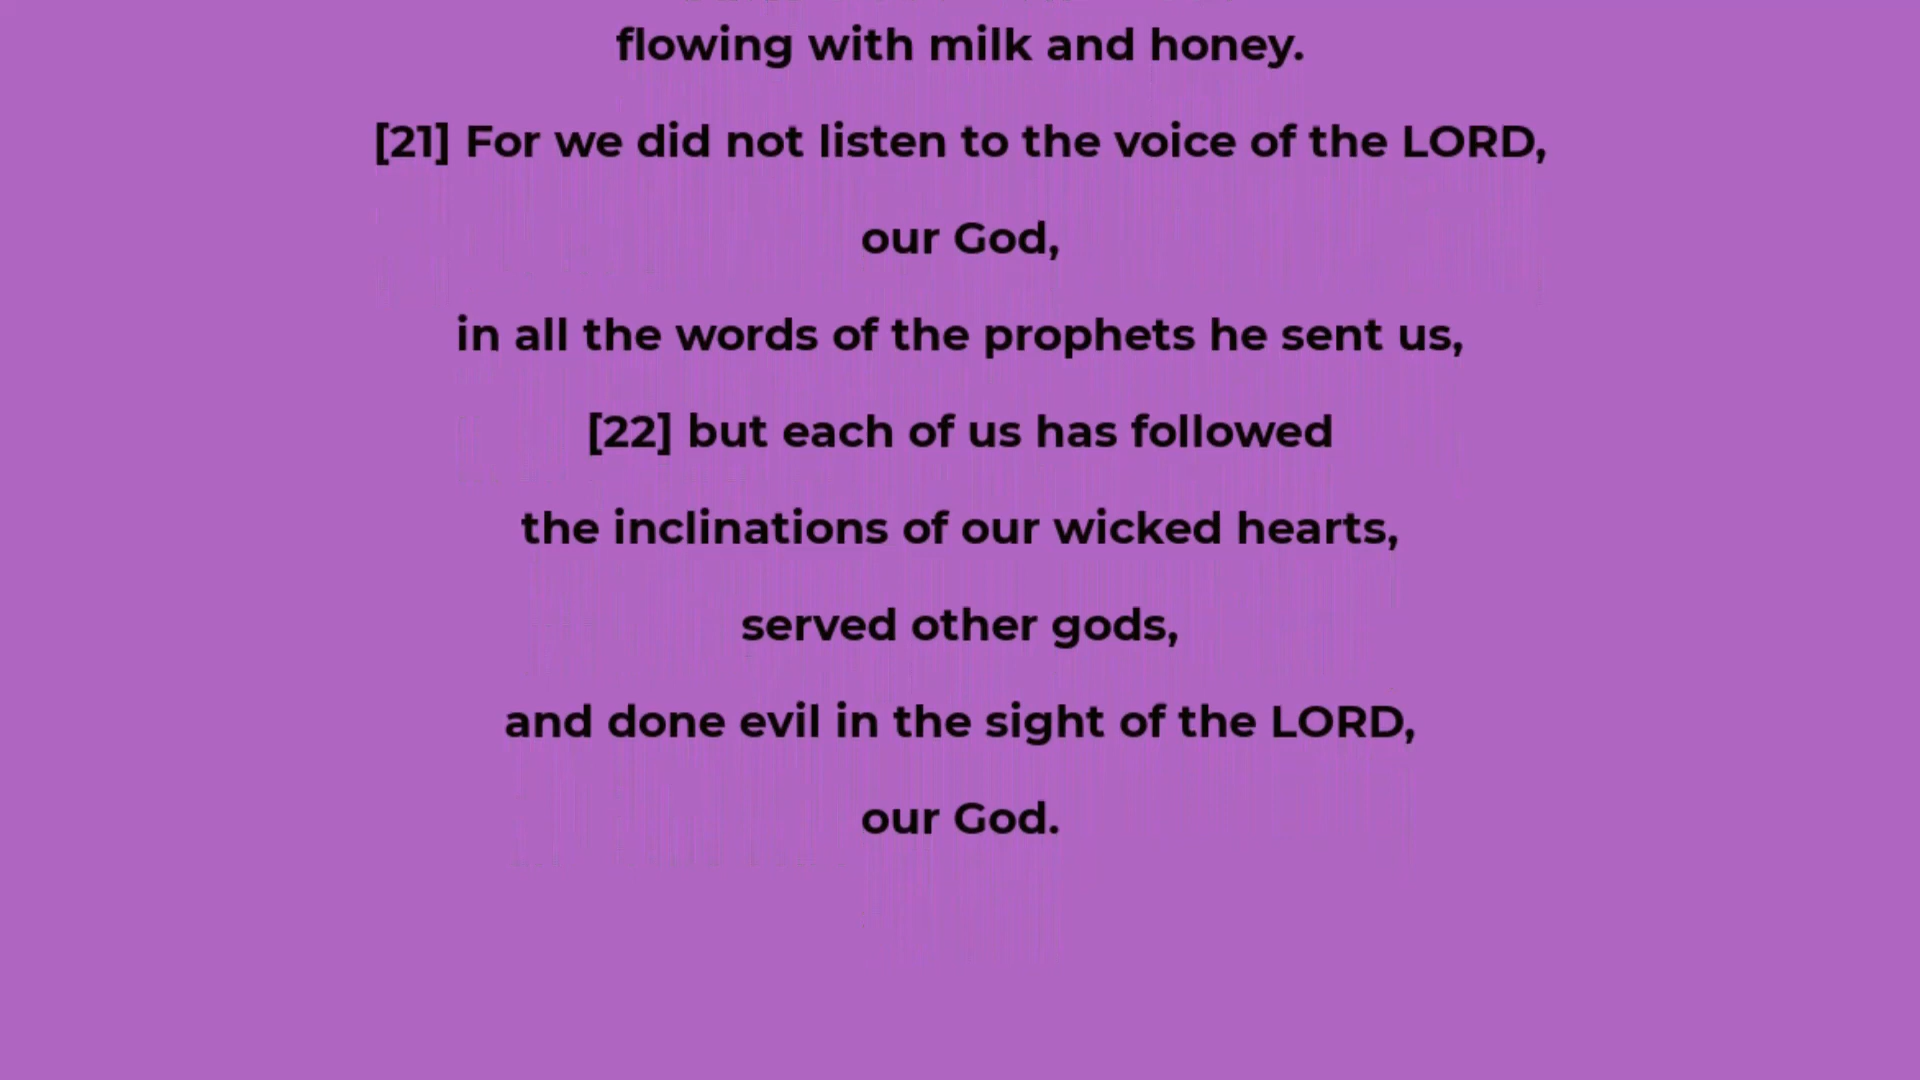 flowing with milk and honey.
[21] For we did not listen to the voice of the LORD,
our God,
in all the words of the prophets he sent us,
[22] but each of us has followed
the inclinations of our wicked hearts,
served other gods,
and done evil in the sight of the LORD,
our God.